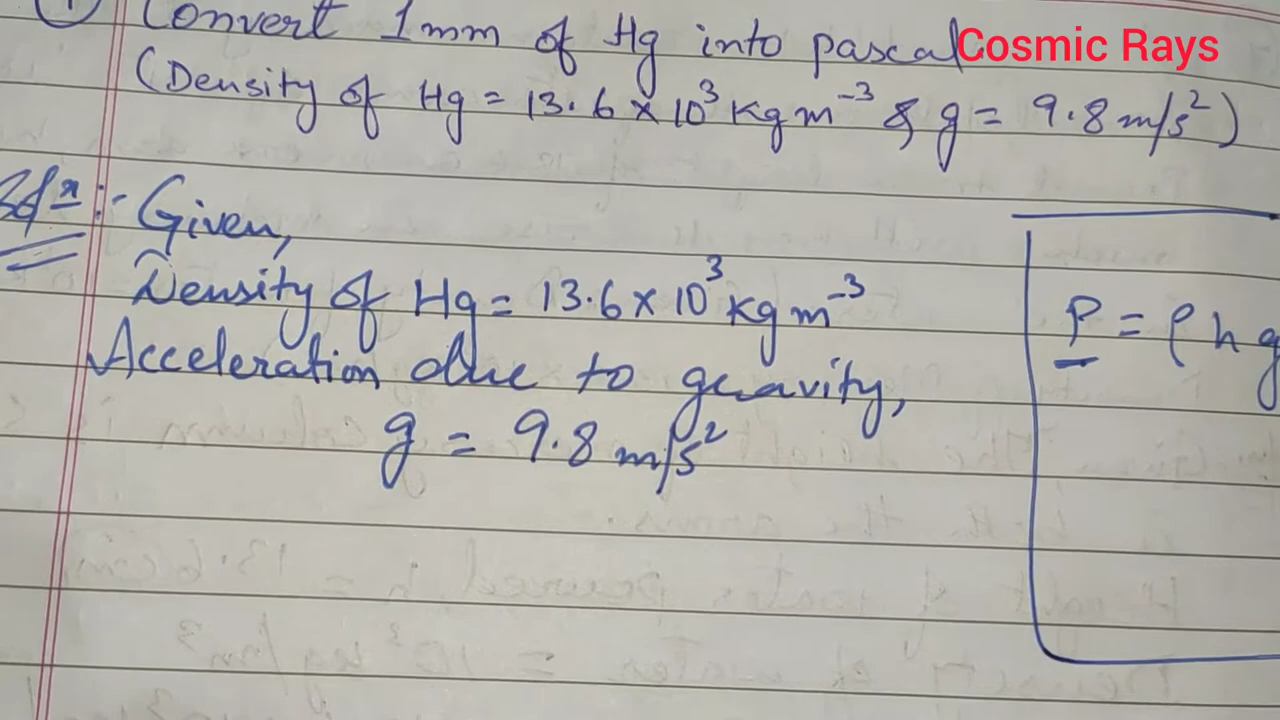 ① Convert 1mm of Hg into pascal
Cosmic Rays
(Density of Hg = 13.6 × 10³ Kg m⁻³ & g = 9.8 m/s²)
Solⁿ:- Given,
Density of Hg = 13.6 × 10³ Kg m⁻³
P = ρ h g
Acceleration due to gravity,
g = 9.8 m/s²